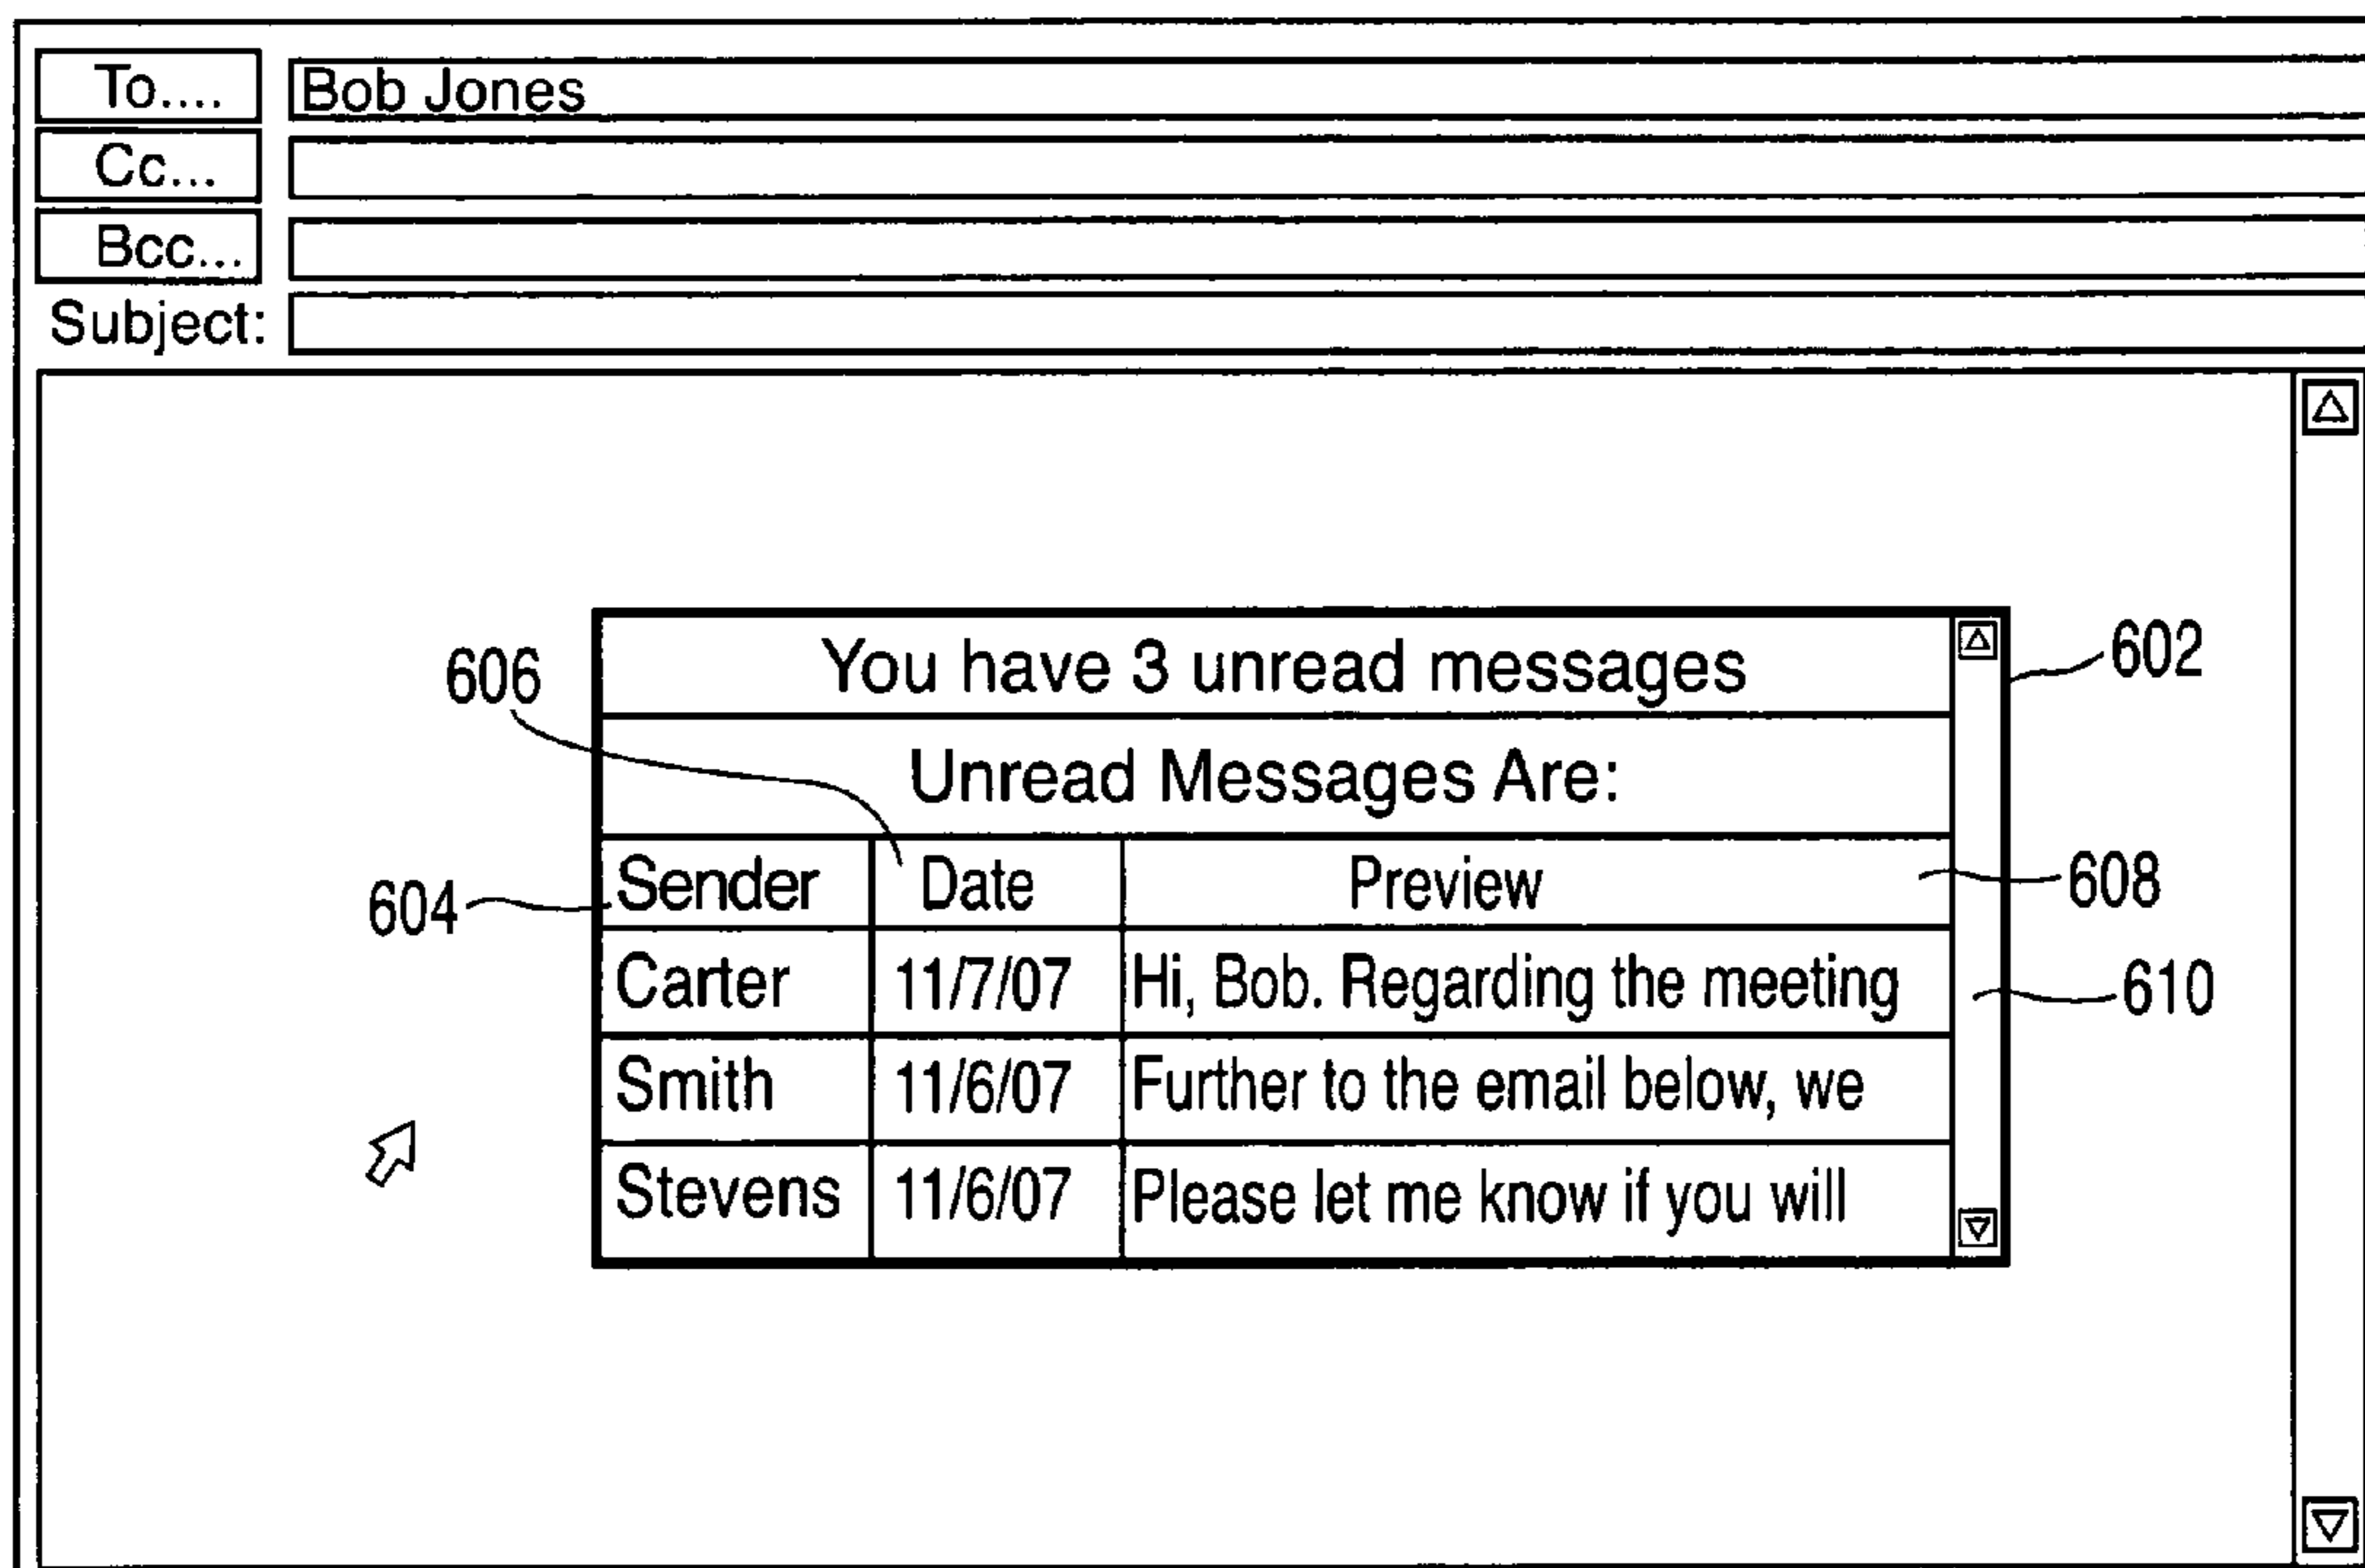 To.... Bob Jones
Cc...
Bcc...
Subject:
You have 3 unread messages
602
606
Unread Messages Are:
604
Sender Date Preview
608
Carter 11/7/07 Hi, Bob. Regarding the meeting
610
Smith 11/6/07 Further to the email below, we
Stevens 11/6/07 Please let me know if you will